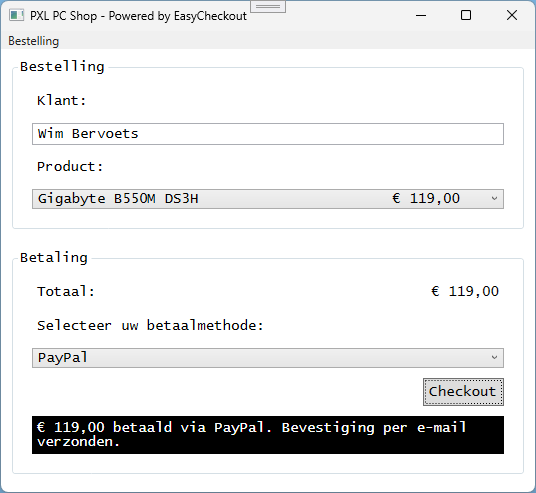 PXL PC Shop - Powered by EasyCheckout
Bestelling
Bestelling
Klant:
Wim Bervoets
Product:
Gigabyte B550M DS3H € 119,00
Betaling
Totaal: € 119,00
Selecteer uw betaalmethode:
PayPal
Checkout
€ 119,00 betaald via PayPal. Bevestiging per e-mail
verzonden.